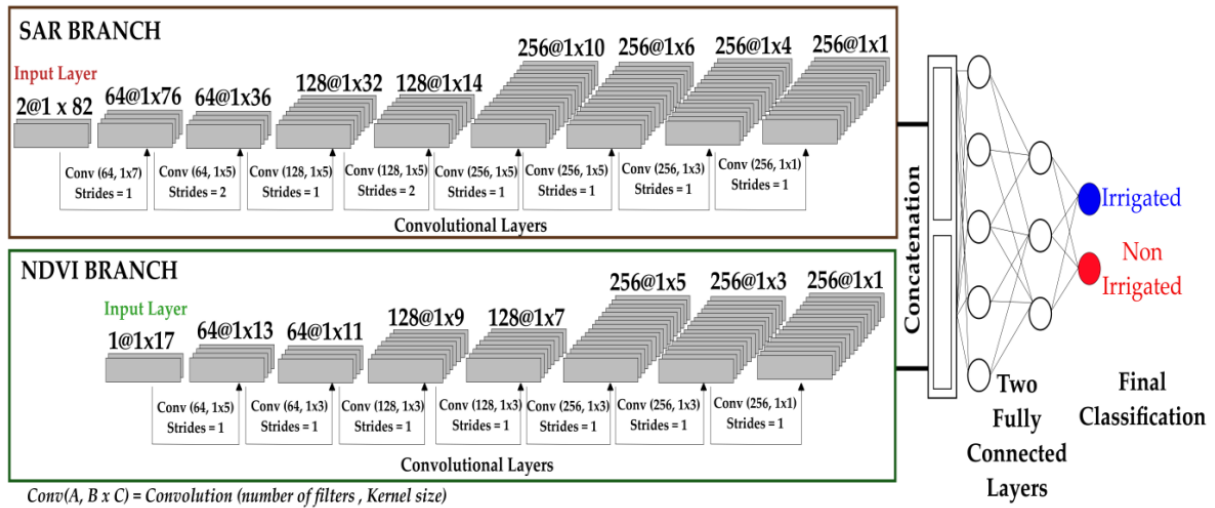 SAR BRANCH
Input Layer
2@1 x 82
64@1x76
64@1x36
128@1x32
128@1x14
256@1x10
256@1x6
256@1x4
256@1x1
Conv (64, 1x7)
Strides = 1
Conv (64, 1x5)
Strides = 2
Conv (128, 1x5)
Strides = 1
Conv (128, 1x5)
Strides = 2
Conv (256, 1x5)
Strides = 1
Conv (256, 1x5)
Strides = 1
Conv (256, 1x3)
Strides = 1
Conv (256, 1x1)
Strides = 1
Convolutional Layers
NDVI BRANCH
Input Layer
1@1x17
64@1x13
64@1x11
128@1x9
128@1x7
256@1x5
256@1x3
256@1x1
Conv (64, 1x5)
Strides = 1
Conv (64, 1x3)
Strides = 1
Conv (128, 1x3)
Strides = 1
Conv (128, 1x3)
Strides = 1
Conv (256, 1x3)
Strides = 1
Conv (256, 1x3)
Strides = 1
Conv (256, 1x1)
Strides = 1
Convolutional Layers
Conv(A, B x C) = Convolution (number of filters , Kernel size)
Concatenation
Two
Fully
Connected
Layers
Irrigated
Non
Irrigated
Final
Classification